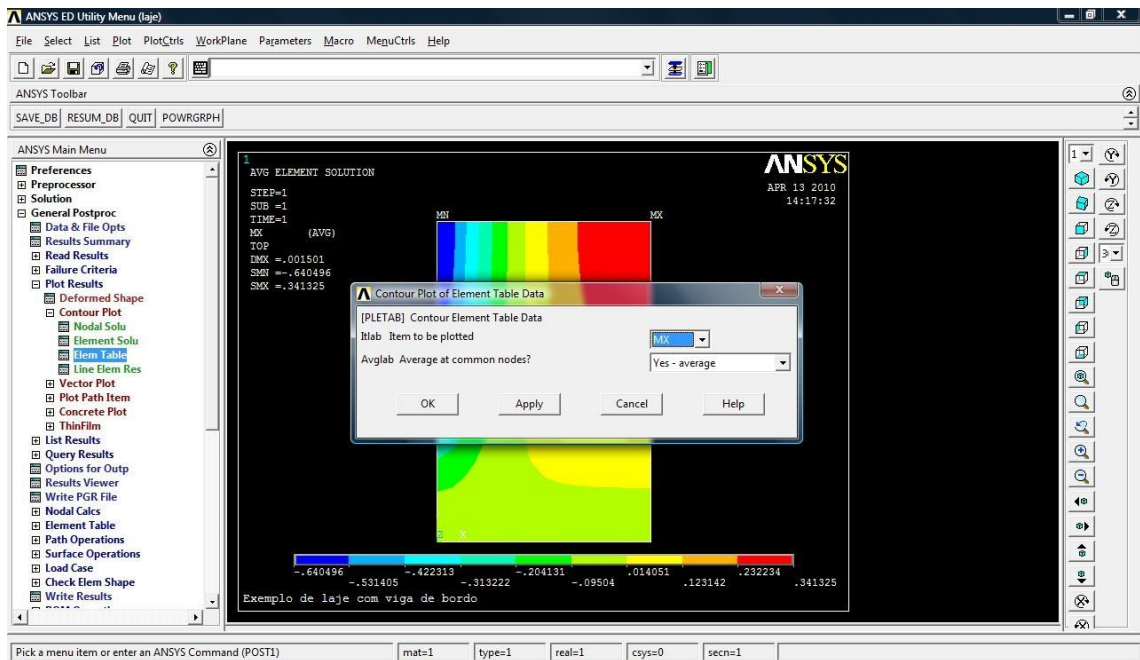 ANSYS ED Utility Menu (laje)
File Select List Plot PlotCtrls WorkPlane Parameters Macro MenuCtrls Help
ANSYS Toolbar
SAVE_DB RESUM_DB QUIT POWRGRPH
ANSYS Main Menu
Preferences
Preprocessor
Solution
General Postproc
Data & File Opts
Results Summary
Read Results
Failure Criteria
Plot Results
Deformed Shape
Contour Plot
Nodal Solu
Element Solu
Elem Table
Line Elem Res
Vector Plot
Plot Path Item
Concrete Plot
ThinFilm
List Results
Query Results
Options for Outp
Results Viewer
Write PGR File
Nodal Calcs
Element Table
Path Operations
Surface Operations
Load Case
Check Elem Shape
Write Results
1
AVG ELEMENT SOLUTION
STEP=1
SUB =1
TIME=1
MX (AVG)
TOP
DMX =.001501
SMN =-.640496
SMX =.341325
ANSYS
APR 13 2010
14:17:32
MN MX
Contour Plot of Element Table Data
[PLETAB] Contour Element Table Data
Itlab Item to be plotted MX
Avglab Average at common nodes? Yes - average
OK Apply Cancel Help
Z X
-.640496 -.422313 -.204131 .014051 .232234
-.531405 -.313222 -.09504 .123142 .341325
Exemplo de laje com viga de bordo
1
3
Pick a menu item or enter an ANSYS Command (POST1) mat=1 type=1 real=1 csys=0 secn=1